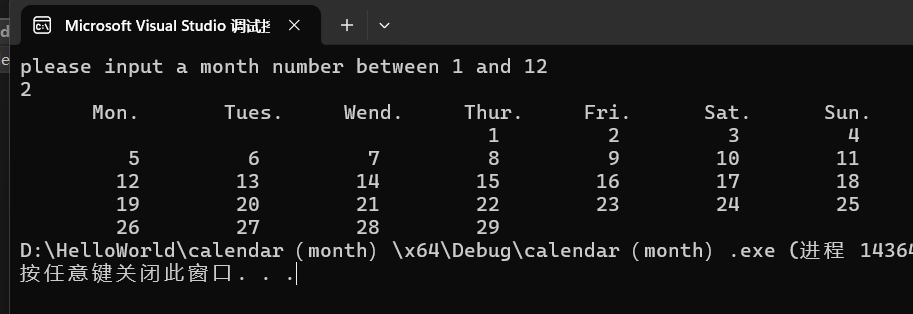 Microsoft Visual Studio 调试控
please input a month number between 1 and 12
2
Mon. Tues. Wend. Thur. Fri. Sat. Sun.
1 2 3 4
5 6 7 8 9 10 11
12 13 14 15 16 17 18
19 20 21 22 23 24 25
26 27 28 29
D:\HelloWorld\calendar（month）\x64\Debug\calendar（month）.exe (进程 14364
按任意键关闭此窗口. . .